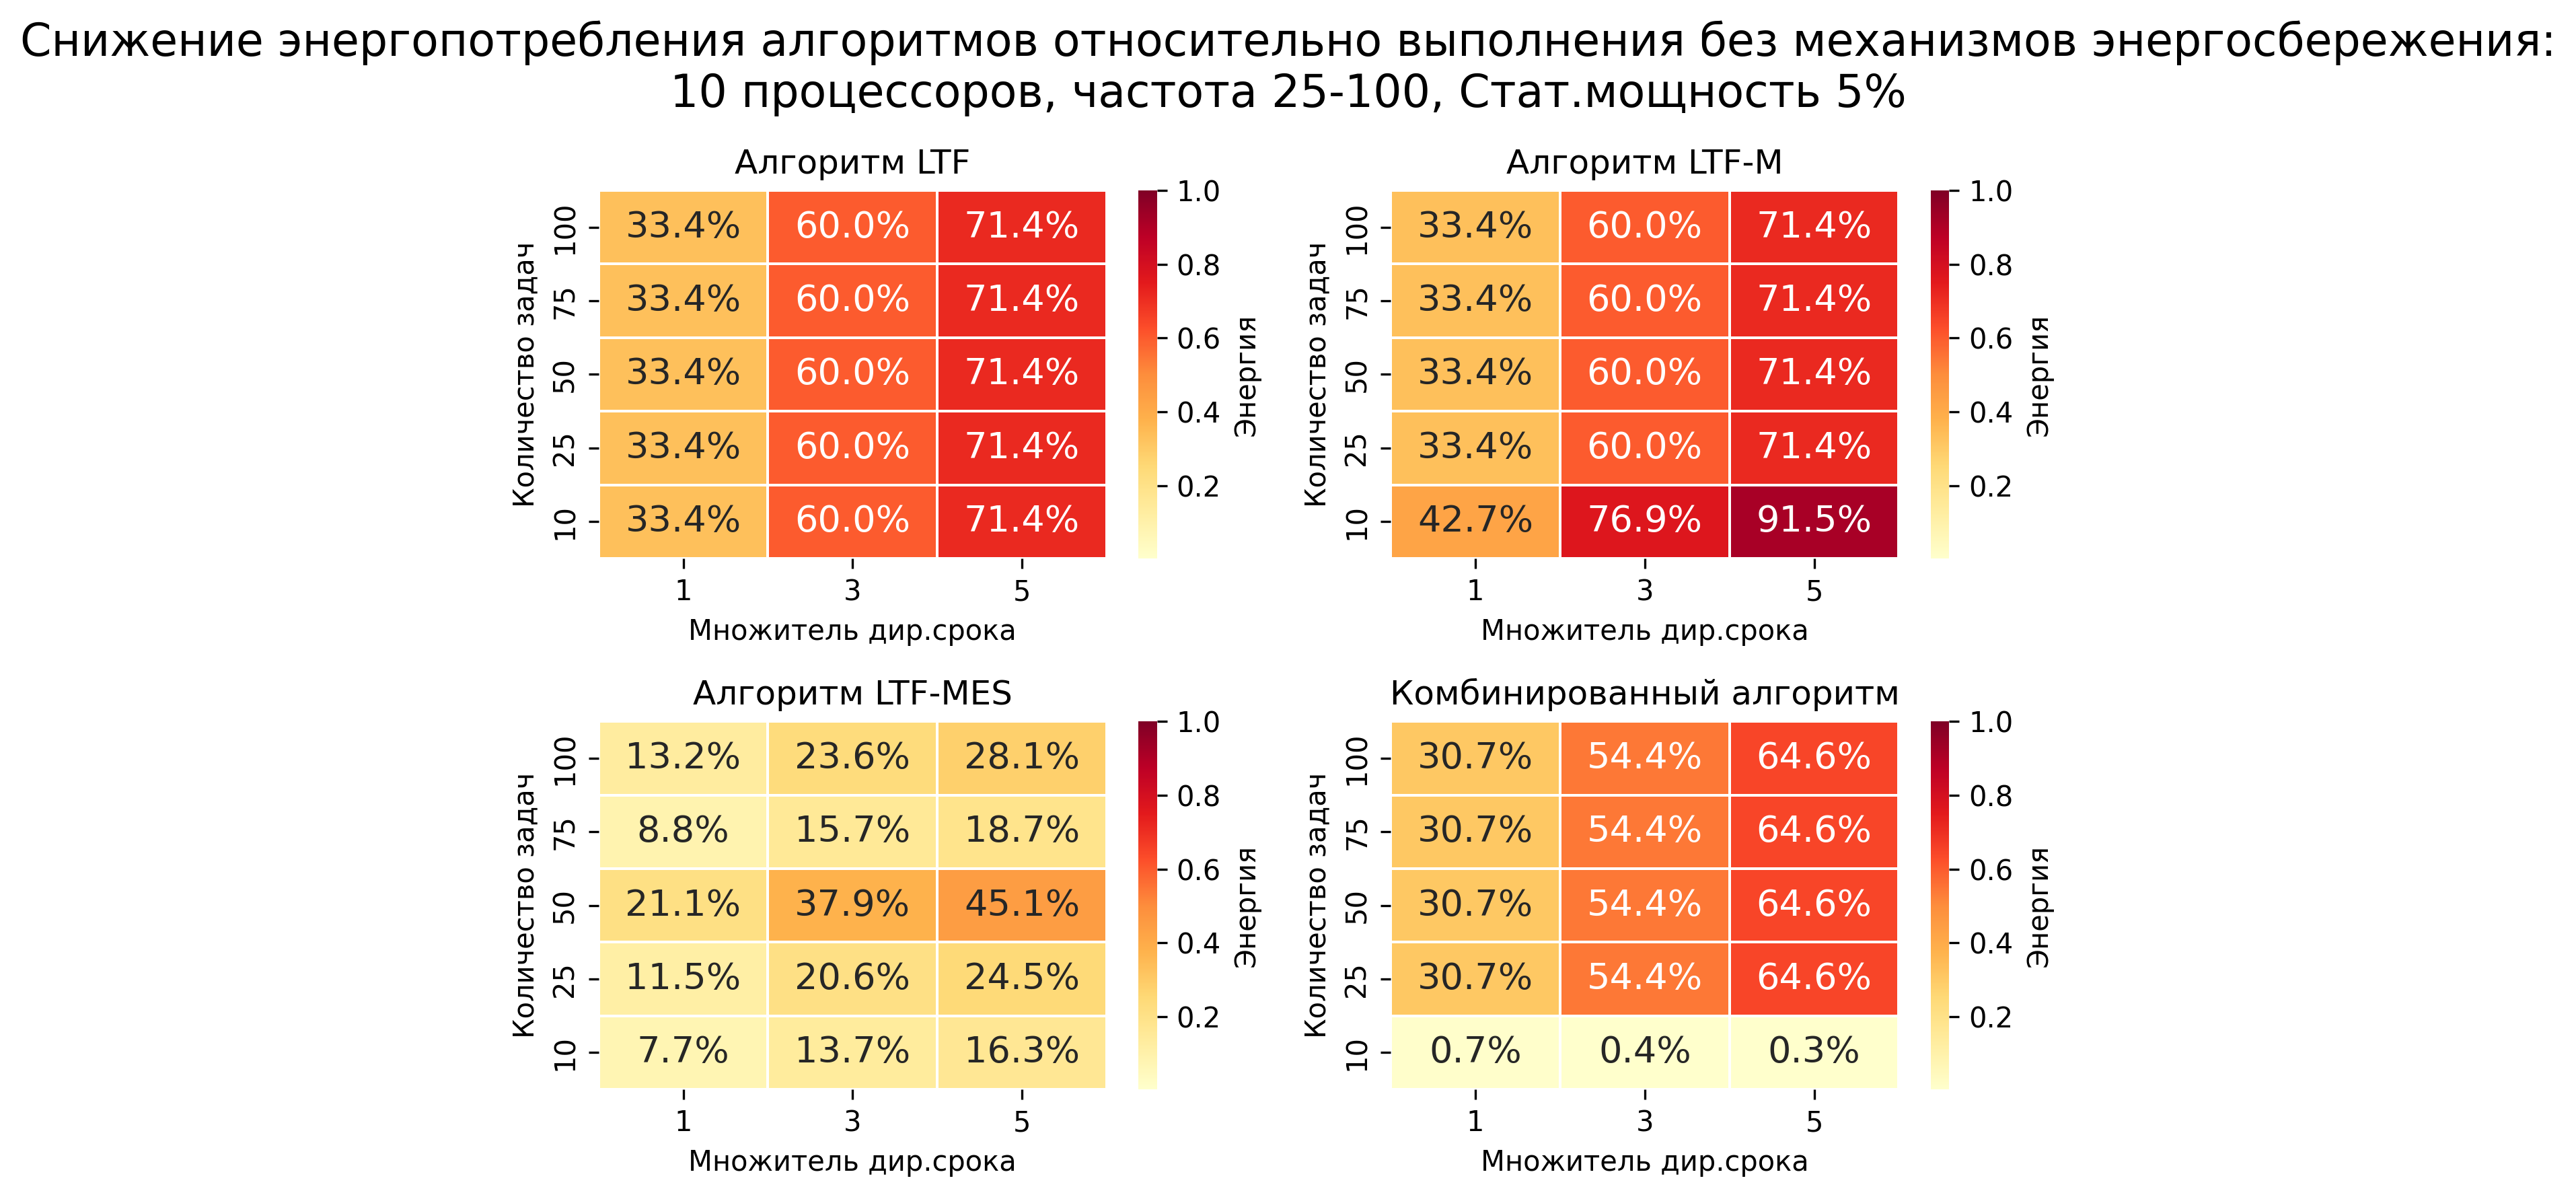 Снижение энергопотребления алгоритмов относительно выполнения без механизмов энергосбережения:
10 процессоров, частота 25-100, Стат.мощность 5%
Алгоритм LTF
Количество задач
100 33.4% 60.0% 71.4%
75 33.4% 60.0% 71.4%
50 33.4% 60.0% 71.4%
25 33.4% 60.0% 71.4%
10 33.4% 60.0% 71.4%
1 3 5
Множитель дир.срока
1.0
0.8
0.6
0.4
0.2
Энергия
Алгоритм LTF-M
Количество задач
100 33.4% 60.0% 71.4%
75 33.4% 60.0% 71.4%
50 33.4% 60.0% 71.4%
25 33.4% 60.0% 71.4%
10 42.7% 76.9% 91.5%
1 3 5
Множитель дир.срока
1.0
0.8
0.6
0.4
0.2
Энергия
Алгоритм LTF-MES
Количество задач
100 13.2% 23.6% 28.1%
75 8.8% 15.7% 18.7%
50 21.1% 37.9% 45.1%
25 11.5% 20.6% 24.5%
10 7.7% 13.7% 16.3%
1 3 5
Множитель дир.срока
1.0
0.8
0.6
0.4
0.2
Энергия
Комбинированный алгоритм
Количество задач
100 30.7% 54.4% 64.6%
75 30.7% 54.4% 64.6%
50 30.7% 54.4% 64.6%
25 30.7% 54.4% 64.6%
10 0.7% 0.4% 0.3%
1 3 5
Множитель дир.срока
1.0
0.8
0.6
0.4
0.2
Энергия